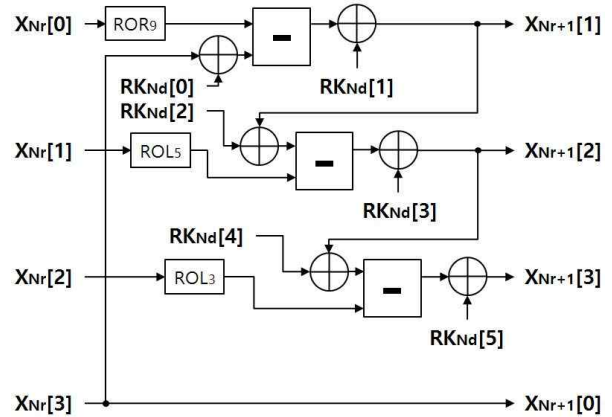 XNr[0] ROR9 - XNr+1[1]
RKNd[0] RKNd[1]
RKNd[2]
XNr[1] ROL5 - XNr+1[2]
RKNd[3]
RKNd[4]
XNr[2] ROL3 - XNr+1[3]
RKNd[5]
XNr[3] XNr+1[0]